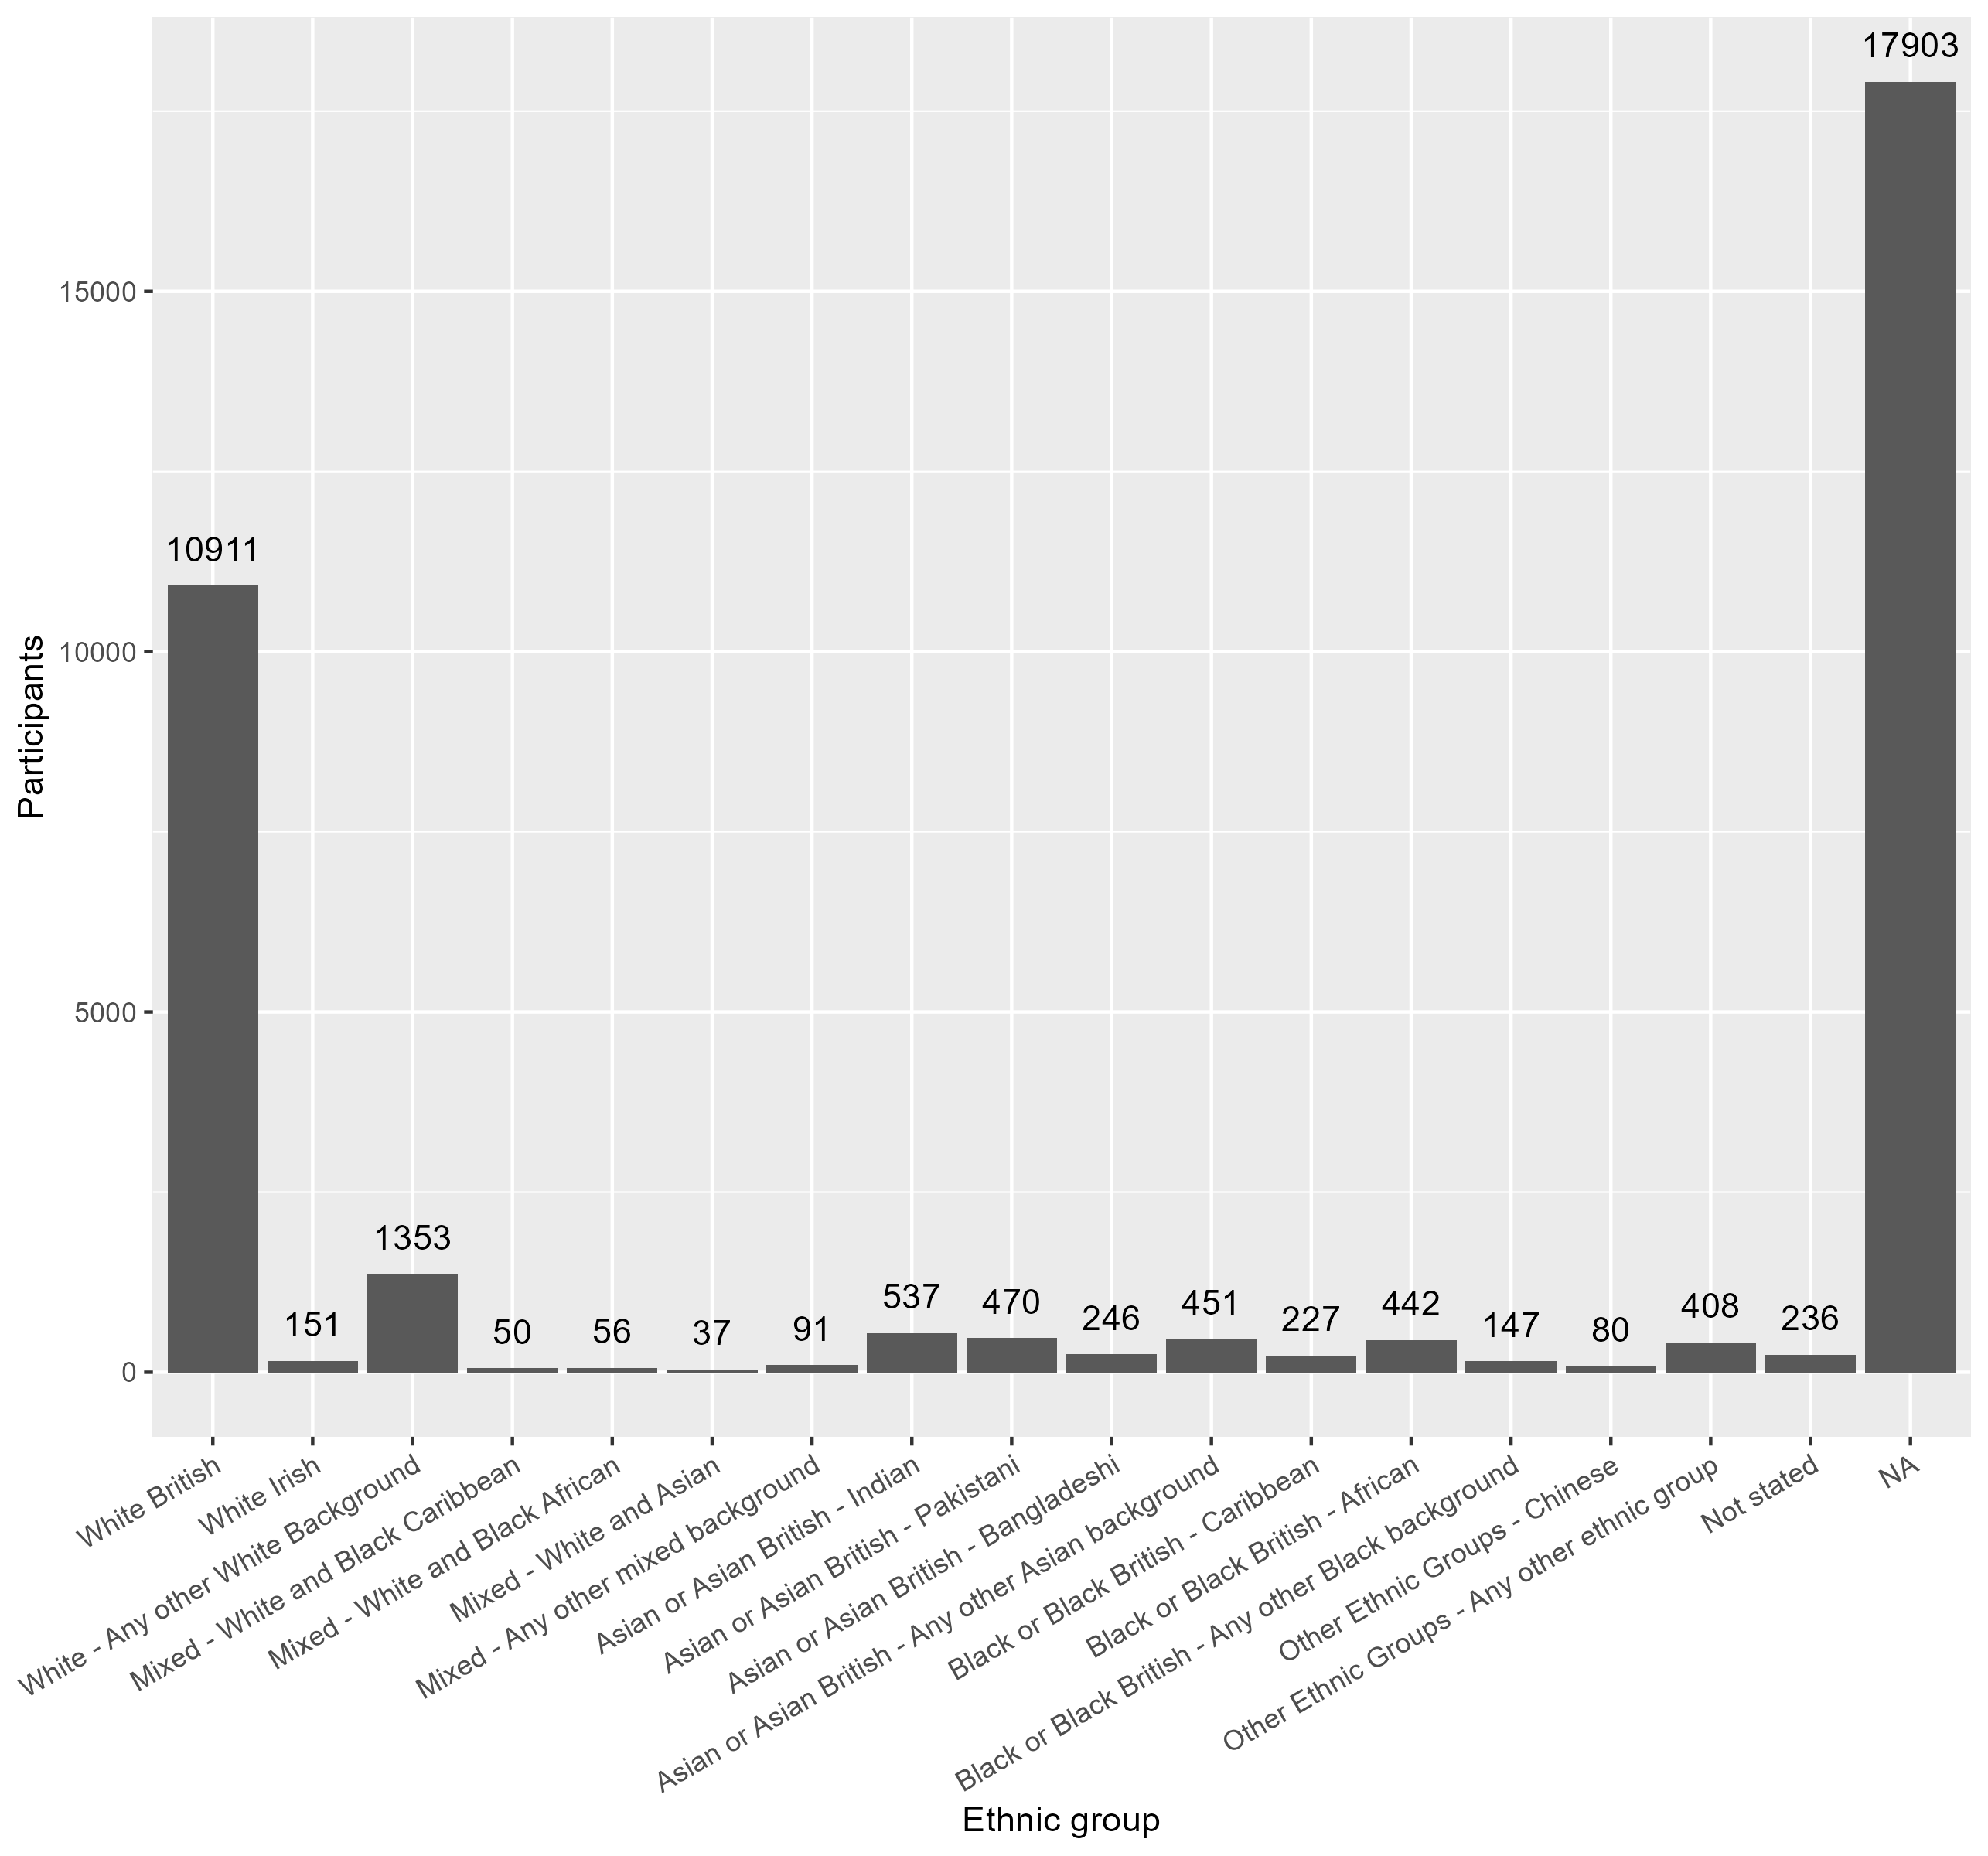 17903
15000
10911
10000
5000
1353
151
50
56
37
91
537
470
246
451
227
442
147
80
408
236
0
Participants
White British
White Irish
White - Any other White Background
Mixed - White and Black Caribbean
Mixed - White and Black African
Mixed - White and Asian
Mixed - Any other mixed background
Asian or Asian British - Indian
Asian or Asian British - Pakistani
Asian or Asian British - Bangladeshi
Asian or Asian British - Any other Asian background
Black or Black British - Caribbean
Black or Black British - African
Black or Black British - Any other Black background
Other Ethnic Groups - Chinese
Other Ethnic Groups - Any other ethnic group
Not stated
NA
Ethnic group